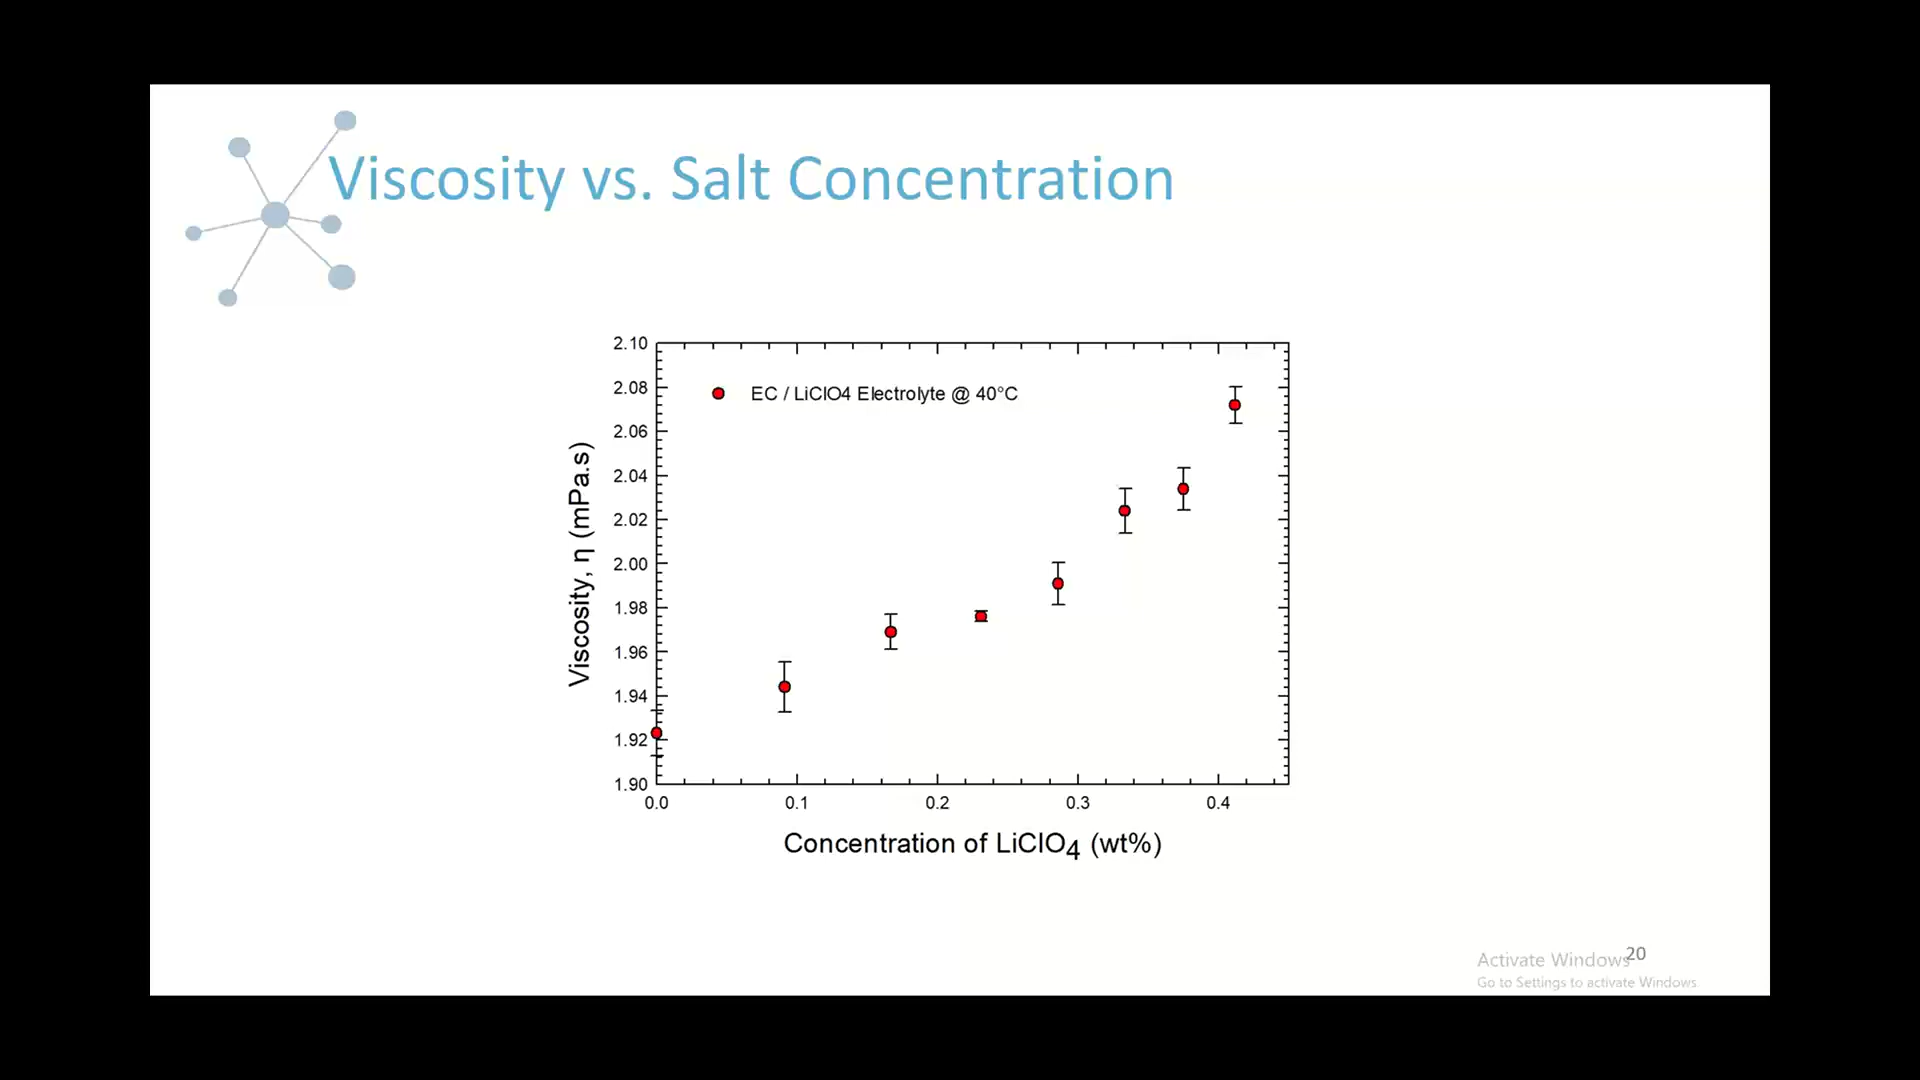 Viscosity vs. Salt Concentration
2.10
2.08
2.06
2.04
2.02
2.00
1.98
1.96
1.94
1.92
1.90
Viscosity, η (mPa.s)
EC / LiClO4 Electrolyte @ 40°C
0.0 0.1 0.2 0.3 0.4
Concentration of LiClO4 (wt%)
20
Activate Windows
Go to Settings to activate Windows.